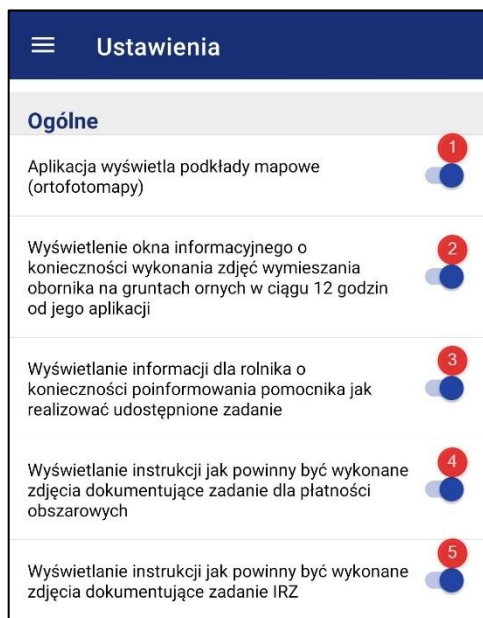 Ustawienia
Ogólne
1
Aplikacja wyświetla podkłady mapowe
(ortofotomapy)
2
Wyświetlenie okna informacyjnego o
konieczności wykonania zdjęć wymieszania
obornika na gruntach ornych w ciągu 12 godzin
od jego aplikacji
3
Wyświetlanie informacji dla rolnika o
konieczności poinformowania pomocnika jak
realizować udostępnione zadanie
4
Wyświetlanie instrukcji jak powinny być wykonane
zdjęcia dokumentujące zadanie dla płatności
obszarowych
5
Wyświetlanie instrukcji jak powinny być wykonane
zdjęcia dokumentujące zadanie IRZ